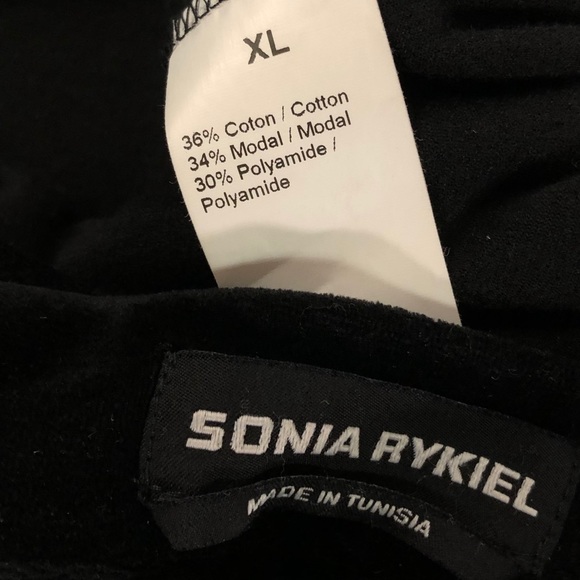 XL
36% Coton / Cotton
34% Modal / Modal
30% Polyamide /
Polyamide
SONIA RYKIEL
MADE IN TUNISIA